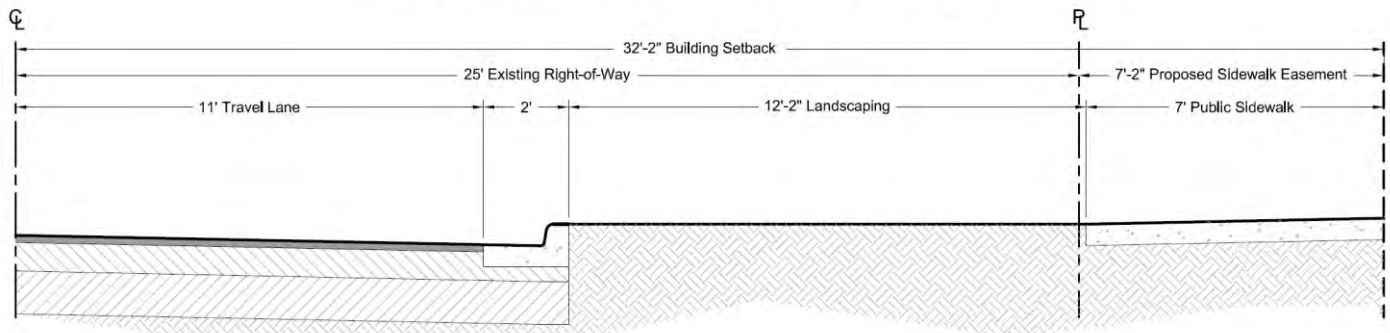 ℄
PL
32'-2" Building Setback
25' Existing Right-of-Way
7'-2" Proposed Sidewalk Easement
11' Travel Lane
2'
12'-2" Landscaping
7' Public Sidewalk